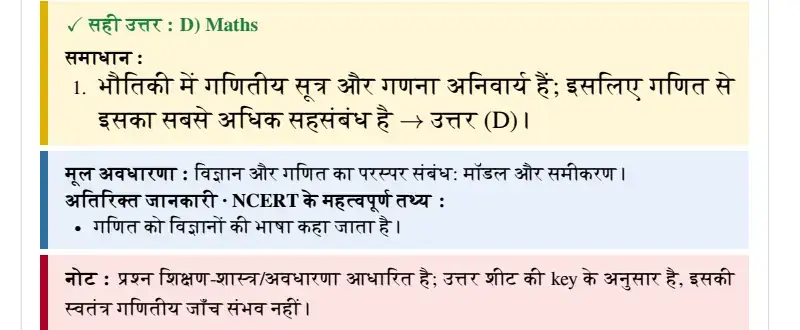 ✓ सही उत्तर : D) Maths
समाधान :
1. भौतिकी में गणितीय सूत्र और गणना अनिवार्य हैं; इसलिए गणित से
इसका सबसे अधिक सहसंबंध है → उत्तर (D)।
मूल अवधारणा : विज्ञान और गणित का परस्पर संबंध: मॉडल और समीकरण।
अतिरिक्त जानकारी · NCERT के महत्वपूर्ण तथ्य :
• गणित को विज्ञानों की भाषा कहा जाता है।
नोट : प्रश्न शिक्षण-शास्त्र/अवधारणा आधारित है; उत्तर शीट की key के अनुसार है, इसकी
स्वतंत्र गणितीय जाँच संभव नहीं।